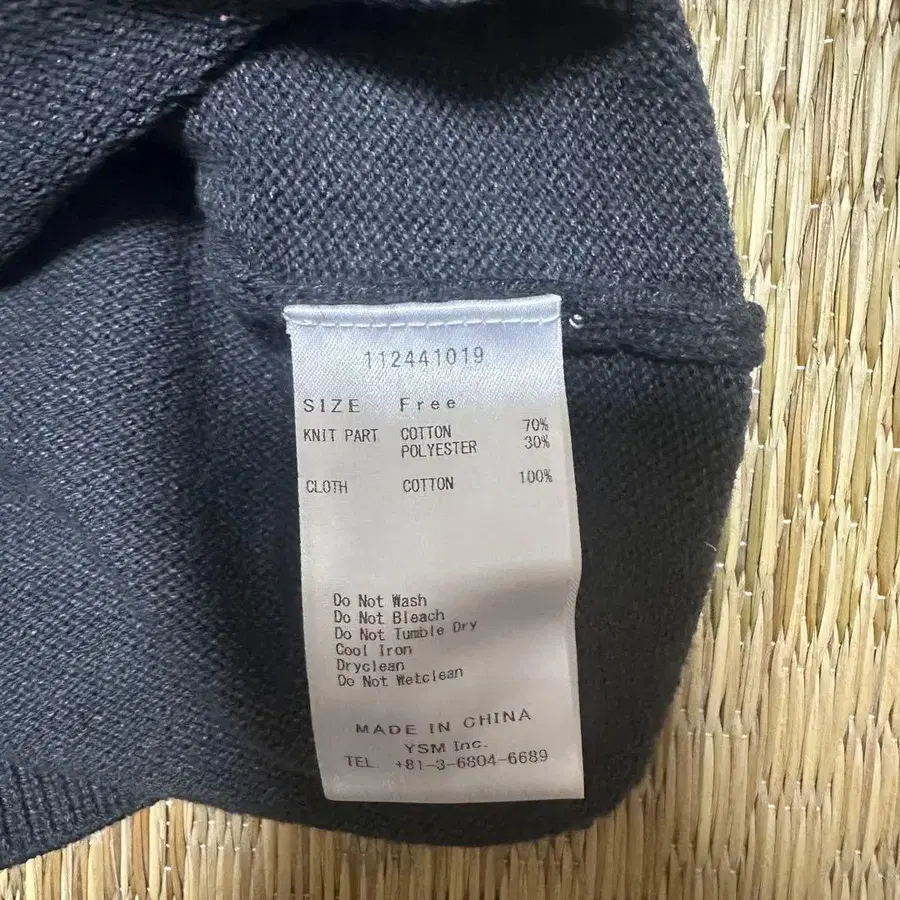 112441019
SIZE Free
KNIT PART COTTON 70%
POLYESTER 30%
CLOTH COTTON 100%
Do Not Wash
Do Not Bleach
Do Not Tumble Dry
Cool Iron
Dryclean
Do Not Wetclean
MADE IN CHINA
YSM Inc.
TEL +81-3-6804-6689